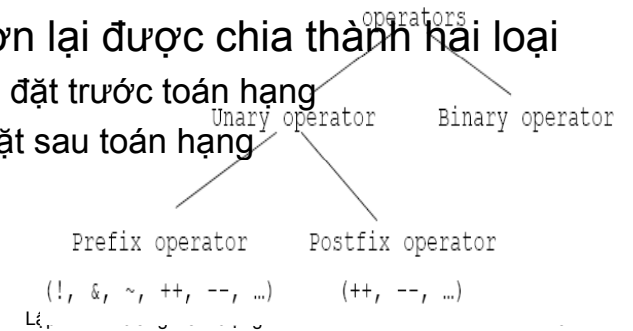 operators
ơn lại được chia thành hai loại
đặt trước toán hạng
Unary operator Binary operator
ặt sau toán hạng
Prefix operator Postfix operator
(!, &, ~, ++, --, …) (++, --, …)